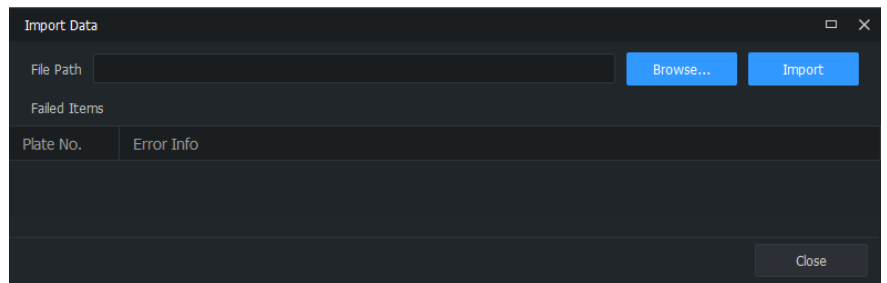 Import Data
File Path Browse... Import
Failed Items
Plate No. Error Info
Close